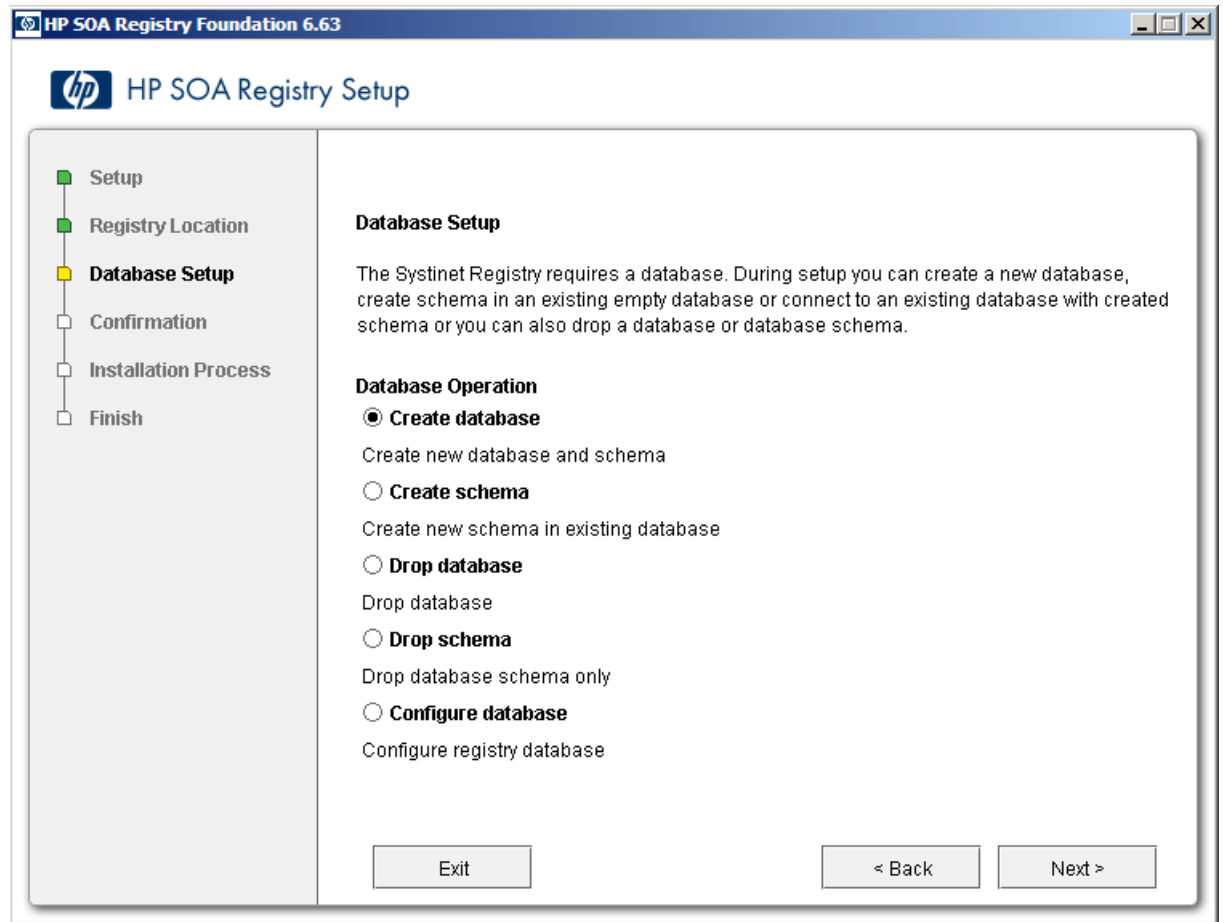 HP SOA Registry Foundation 6.63
hp HP SOA Registry Setup
Setup
Registry Location
Database Setup
Confirmation
Installation Process
Finish
Database Setup
The Systinet Registry requires a database. During setup you can create a new database,
create schema in an existing empty database or connect to an existing database with created
schema or you can also drop a database or database schema.
Database Operation
Create database
Create new database and schema
Create schema
Create new schema in existing database
Drop database
Drop database
Drop schema
Drop database schema only
Configure database
Configure registry database
Exit
< Back
Next >